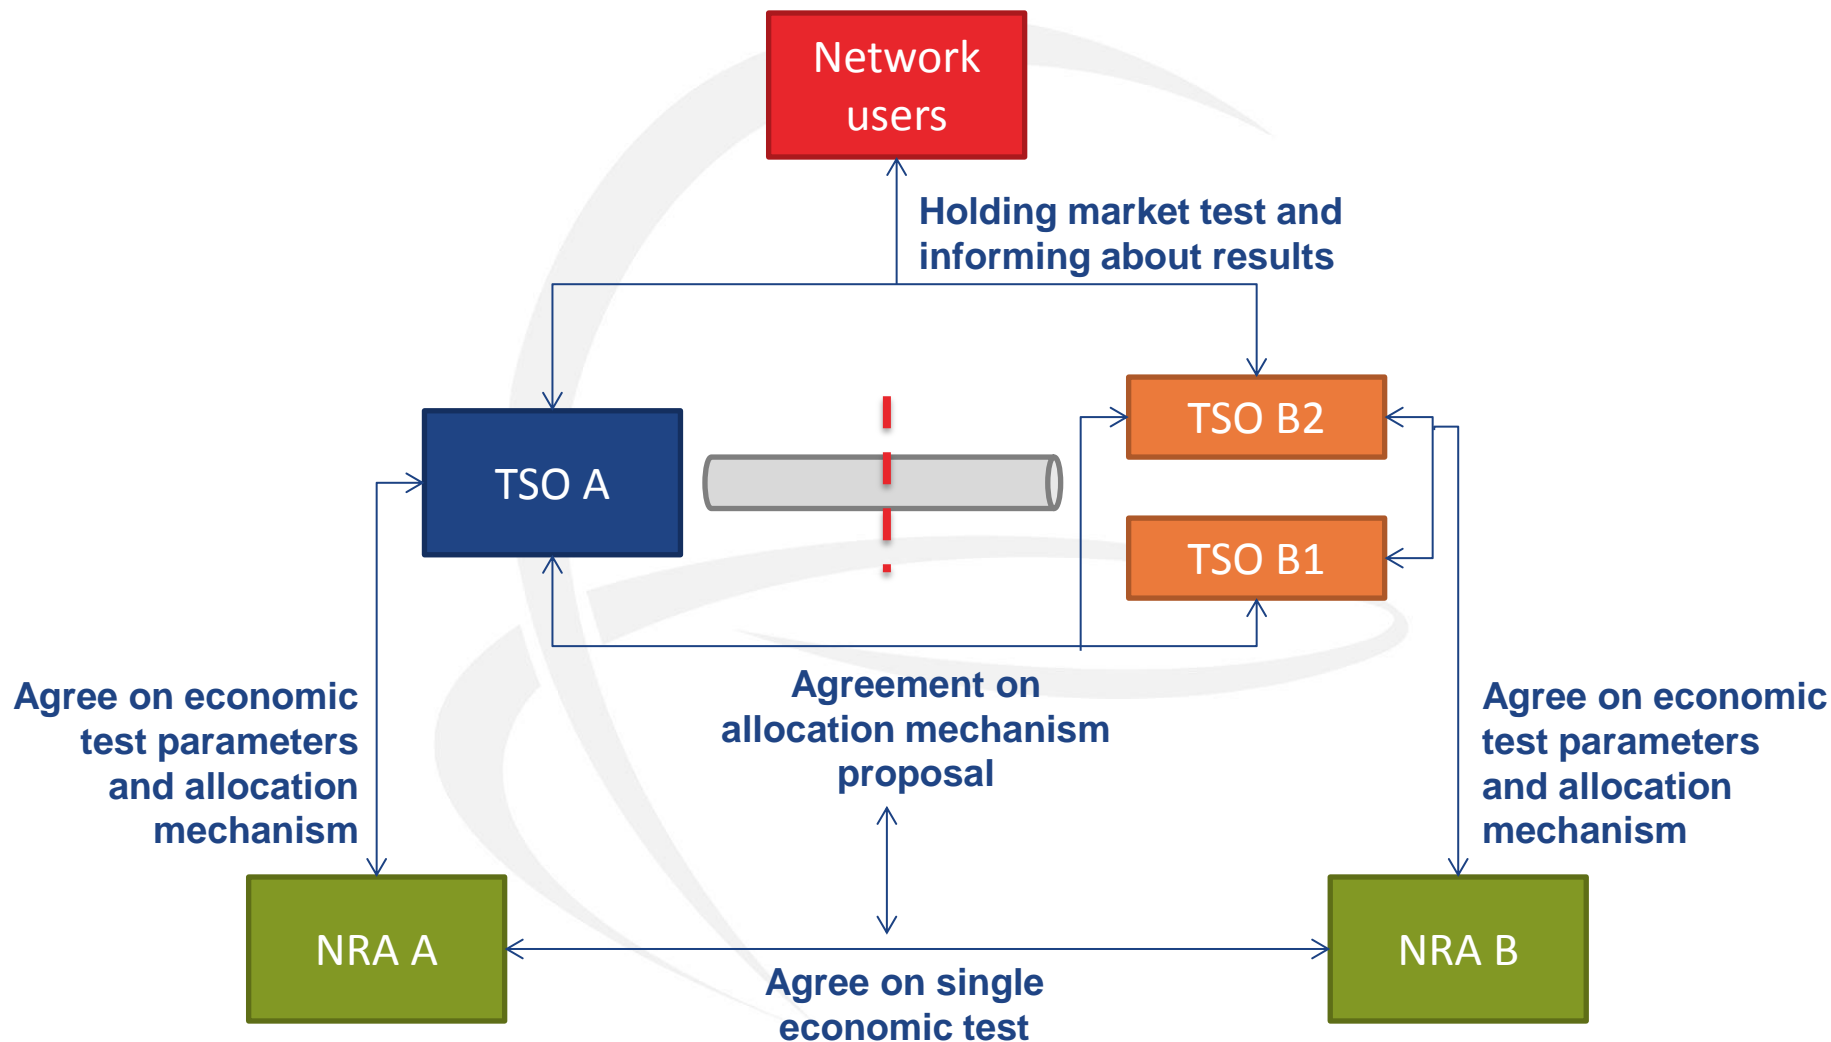 Network
users
Holding market test and
informing about results
TSO B2
TSO A
TSO B1
Agree on economic
test parameters
and allocation
mechanism
Agreement on
allocation mechanism
proposal
Agree on economic
test parameters
and allocation
mechanism
NRA A
NRA B
Agree on single
economic test